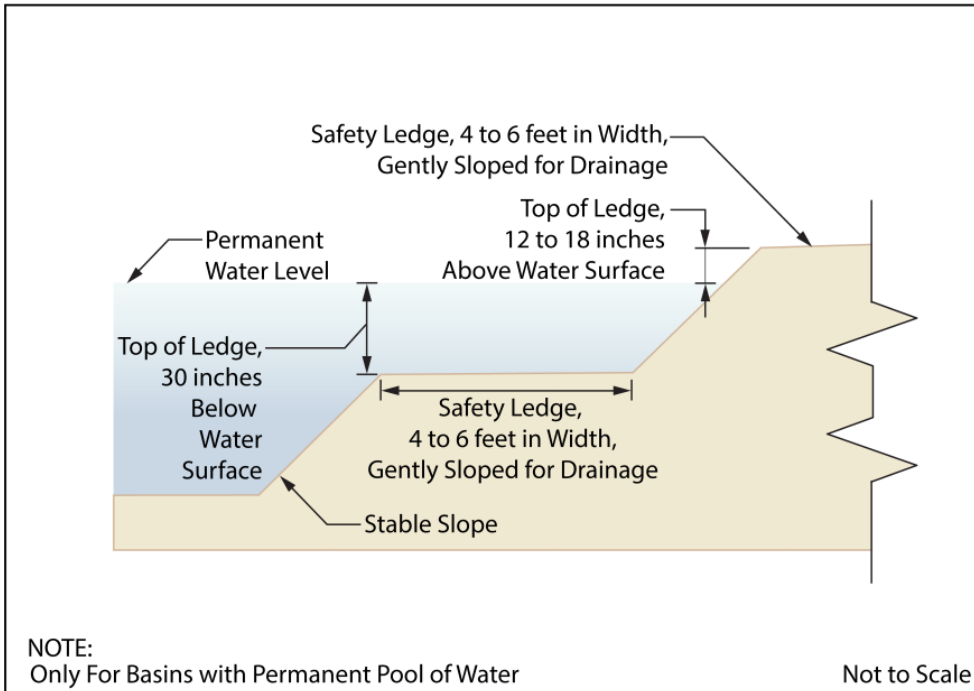 Safety Ledge, 4 to 6 feet in Width,
Gently Sloped for Drainage
Top of Ledge,
12 to 18 inches
Above Water Surface
Permanent
Water Level
Top of Ledge,
30 inches
Below
Water
Surface
Safety Ledge,
4 to 6 feet in Width,
Gently Sloped for Drainage
Stable Slope
NOTE:
Only For Basins with Permanent Pool of Water
Not to Scale